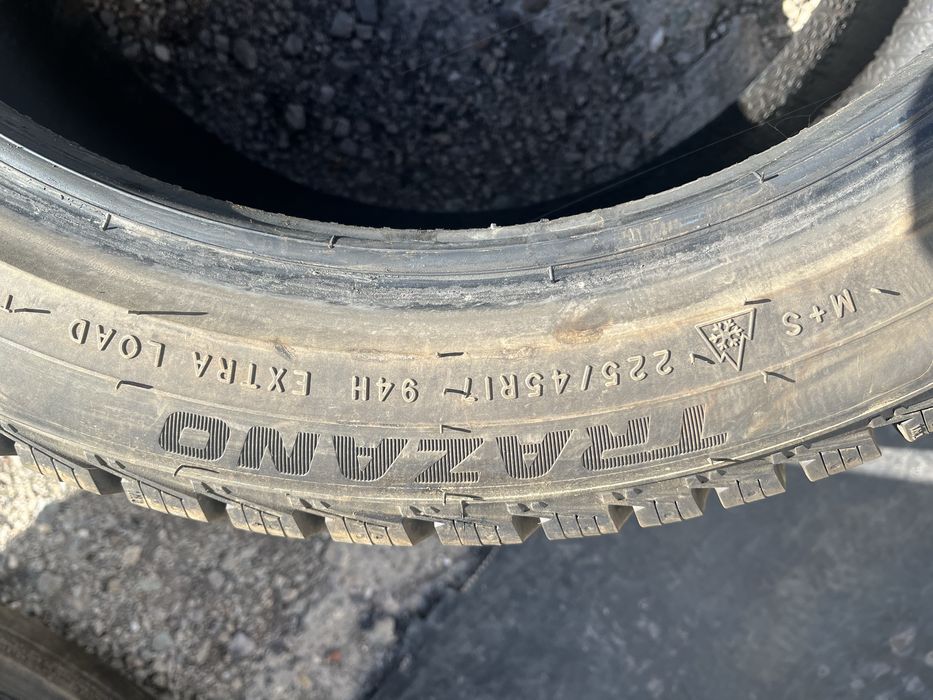 M+S 225/45R17 94H EXTRA LOAD
TRAZANO